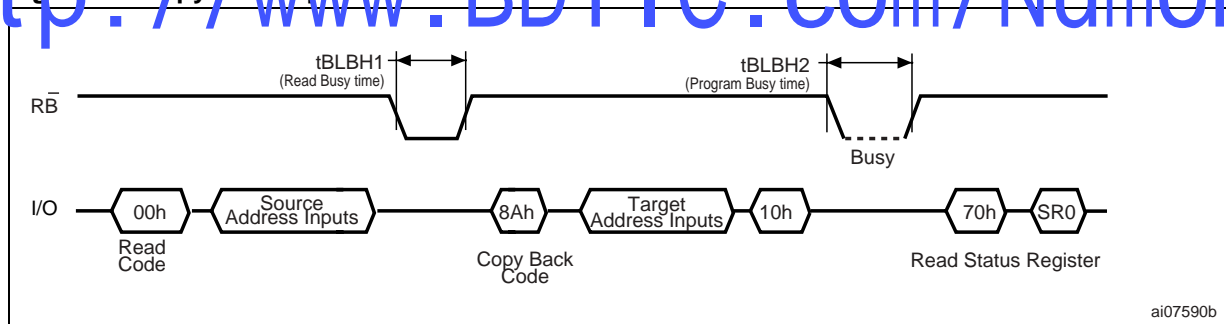 tp://www.BDTIC.com/Numon
tBLBH1
(Read Busy time)
tBLBH2
(Program Busy time)
RB̅
Busy
I/O
00h
Source
Address Inputs
8Ah
Target
Address Inputs
10h
70h
SR0
Read
Code
Copy Back
Code
Read Status Register
ai07590b